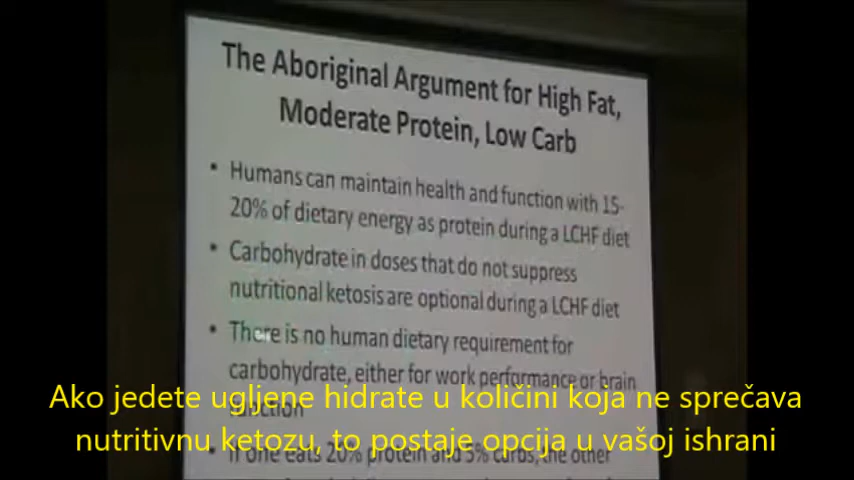 The Aboriginal Argument for High Fat,
Moderate Protein, Low Carb
• Humans can maintain health and function with 15-
20% of dietary energy as protein during a LCHF diet
• Carbohydrate in doses that do not suppress
nutritional ketosis are optional during a LCHF diet
• There is no human dietary requirement for
carbohydrate, either for work performance or brain
function
• If one eats 20% protein and 5% carbs, the other
Ako jedete ugljene hidrate u količini koja ne sprečava
nutritivnu ketozu, to postaje opcija u vašoj ishrani